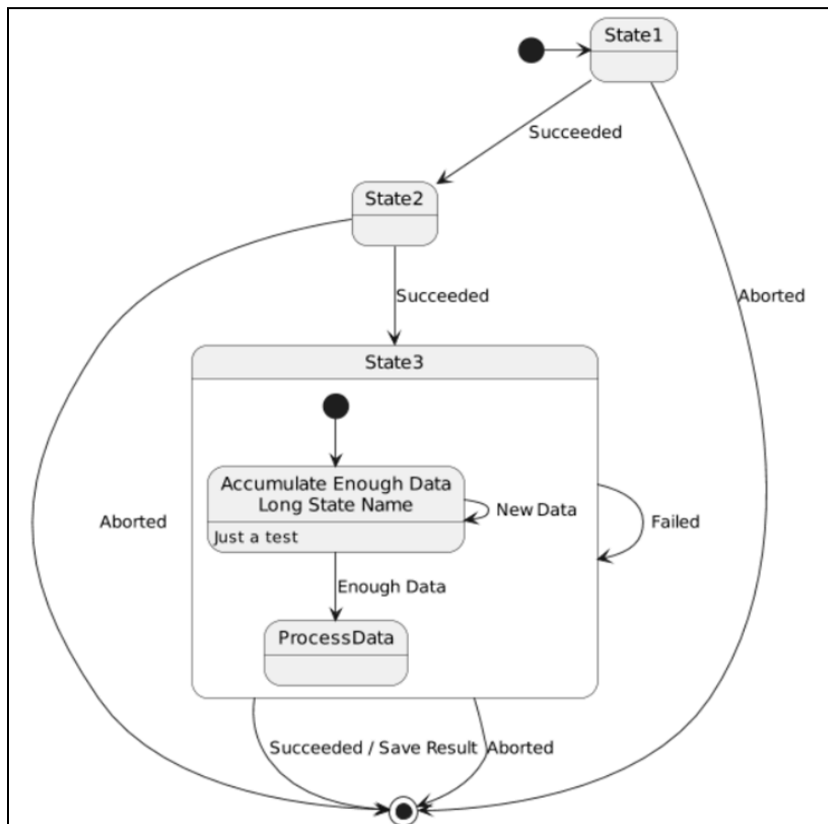 State1
Succeeded
State2
Succeeded
Aborted
State3
Accumulate Enough Data
Long State Name
New Data
Just a test
Aborted
Failed
Enough Data
ProcessData
Succeeded / Save Result
Aborted